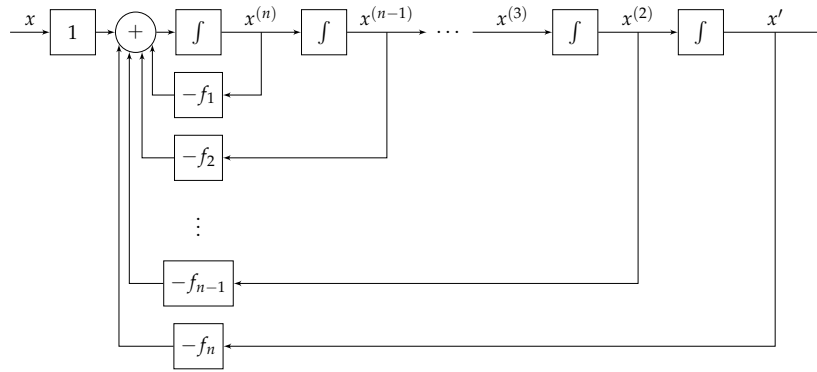 x 1 + ∫ x^{(n)} ∫ x^{(n−1)} ⋯ x^{(3)} ∫ x^{(2)} ∫ x′
−f_1
−f_2
⋮
−f_{n−1}
−f_n